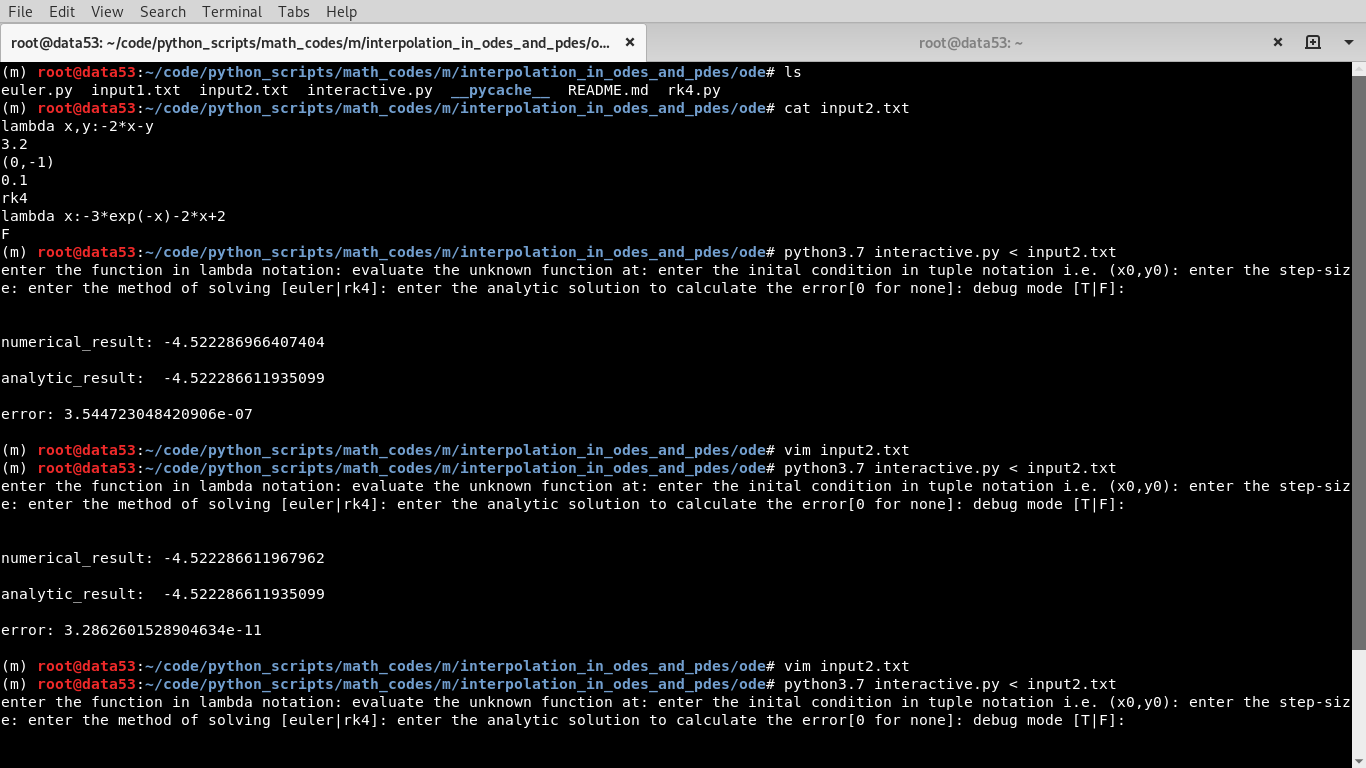 File Edit View Search Terminal Tabs Help
root@data53: ~/code/python_scripts/math_codes/m/interpolation_in_odes_and_pdes/o... × root@data53: ~ ×
(m) root@data53:~/code/python_scripts/math_codes/m/interpolation_in_odes_and_pdes/ode# ls
euler.py input1.txt input2.txt interactive.py __pycache__ README.md rk4.py
(m) root@data53:~/code/python_scripts/math_codes/m/interpolation_in_odes_and_pdes/ode# cat input2.txt
lambda x,y:-2*x-y
3.2
(0,-1)
0.1
rk4
lambda x:-3*exp(-x)-2*x+2
F
(m) root@data53:~/code/python_scripts/math_codes/m/interpolation_in_odes_and_pdes/ode# python3.7 interactive.py < input2.txt
enter the function in lambda notation: evaluate the unknown function at: enter the inital condition in tuple notation i.e. (x0,y0): enter the step-siz
e: enter the method of solving [euler|rk4]: enter the analytic solution to calculate the error[0 for none]: debug mode [T|F]:
numerical_result: -4.522286966407404
analytic_result:  -4.522286611935099
error: 3.544723048420906e-07
(m) root@data53:~/code/python_scripts/math_codes/m/interpolation_in_odes_and_pdes/ode# vim input2.txt
(m) root@data53:~/code/python_scripts/math_codes/m/interpolation_in_odes_and_pdes/ode# python3.7 interactive.py < input2.txt
enter the function in lambda notation: evaluate the unknown function at: enter the inital condition in tuple notation i.e. (x0,y0): enter the step-siz
e: enter the method of solving [euler|rk4]: enter the analytic solution to calculate the error[0 for none]: debug mode [T|F]:
numerical_result: -4.522286611967962
analytic_result:  -4.522286611935099
error: 3.2862601528904634e-11
(m) root@data53:~/code/python_scripts/math_codes/m/interpolation_in_odes_and_pdes/ode# vim input2.txt
(m) root@data53:~/code/python_scripts/math_codes/m/interpolation_in_odes_and_pdes/ode# python3.7 interactive.py < input2.txt
enter the function in lambda notation: evaluate the unknown function at: enter the inital condition in tuple notation i.e. (x0,y0): enter the step-siz
e: enter the method of solving [euler|rk4]: enter the analytic solution to calculate the error[0 for none]: debug mode [T|F]: